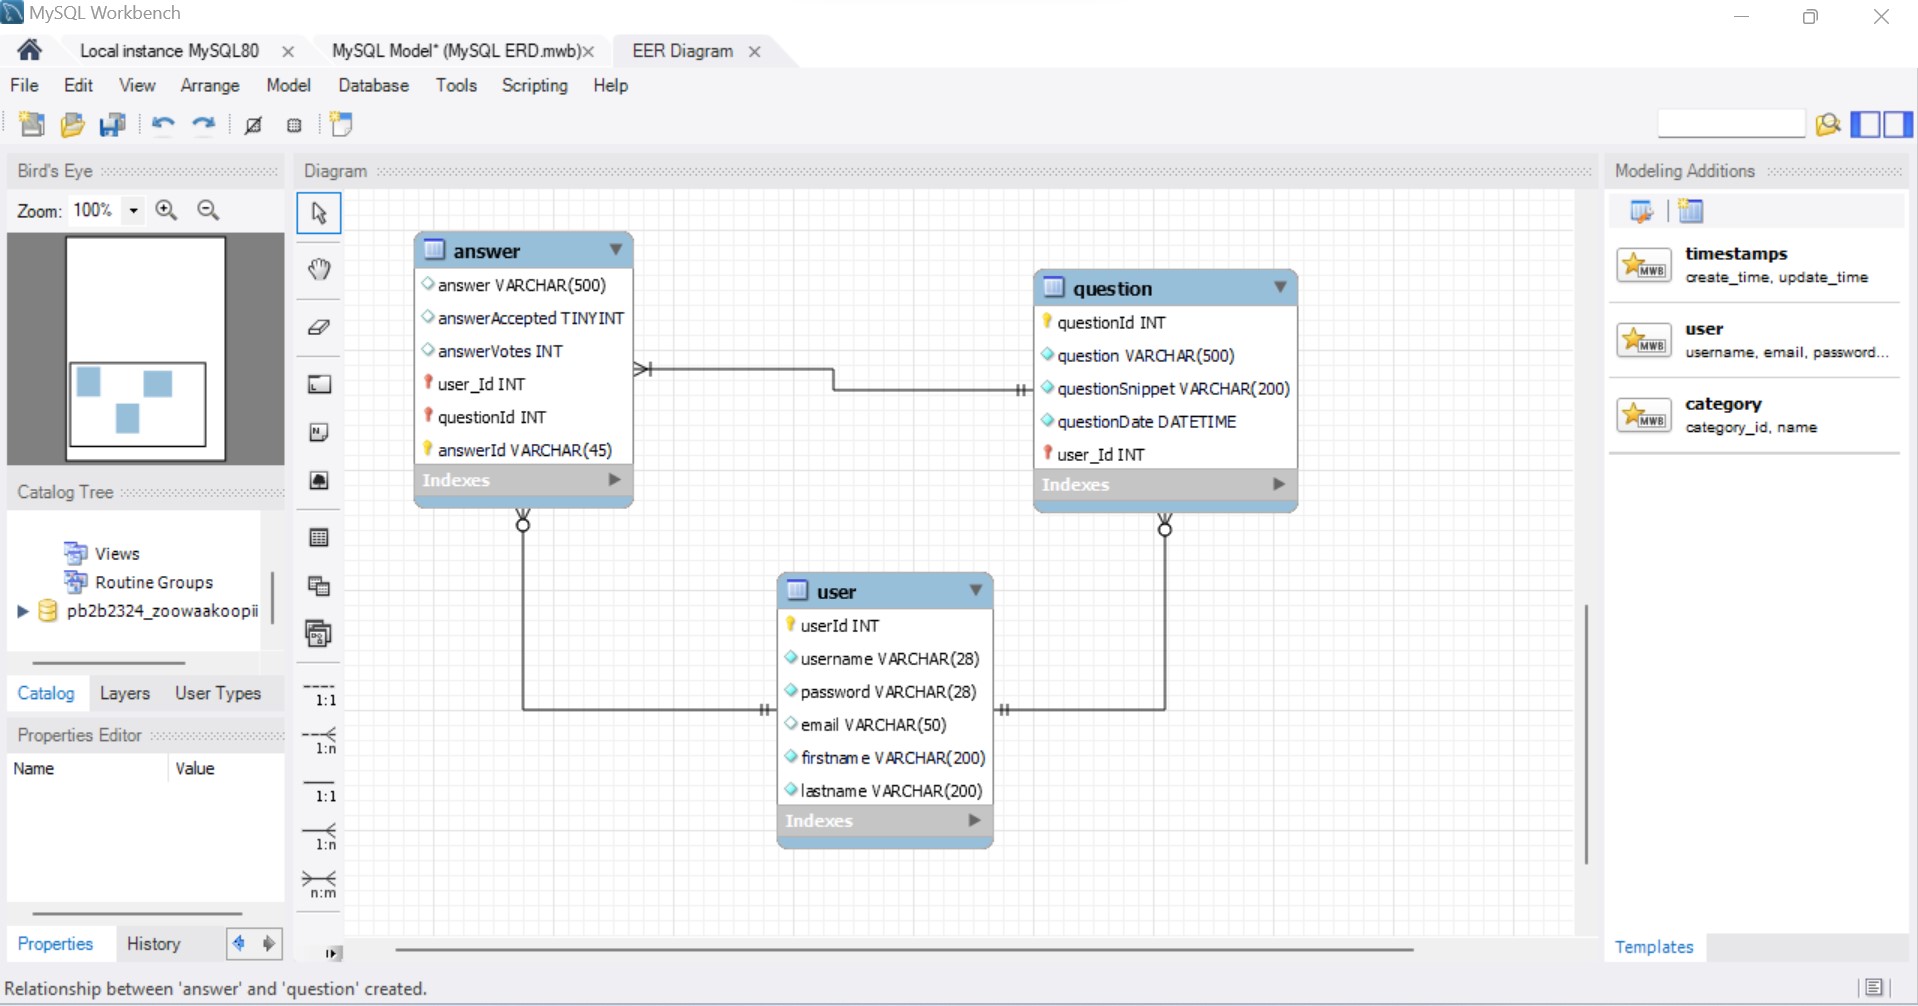 MySQL Workbench
Local instance MySQL80
MySQL Model* (MySQL ERD.mwb)
EER Diagram
File Edit View Arrange Model Database Tools Scripting Help
Bird's Eye
Zoom: 100%
Catalog Tree
Views
Routine Groups
pb2b2324_zoowaakoopii
Catalog Layers User Types
Properties Editor
Name Value
Properties History
Diagram
1:1
1:n
1:1
1:n
n:m
answer
answer VARCHAR(500)
answerAccepted TINYINT
answerVotes INT
user_Id INT
questionId INT
answerId VARCHAR(45)
Indexes
question
questionId INT
question VARCHAR(500)
questionSnippet VARCHAR(200)
questionDate DATETIME
user_Id INT
Indexes
user
userId INT
username VARCHAR(28)
password VARCHAR(28)
email VARCHAR(50)
firstname VARCHAR(200)
lastname VARCHAR(200)
Indexes
Modeling Additions
MWB
timestamps
create_time, update_time
MWB
user
username, email, password...
MWB
category
category_id, name
Templates
Relationship between 'answer' and 'question' created.